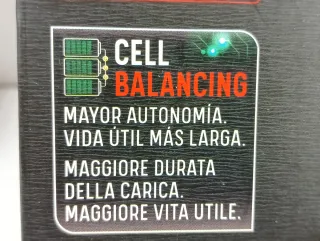 CELL
BALANCING
MAYOR AUTONOMÍA.
VIDA ÚTIL MÁS LARGA.
MAGGIORE DURATA
DELLA CARICA.
MAGGIORE VITA UTILE.